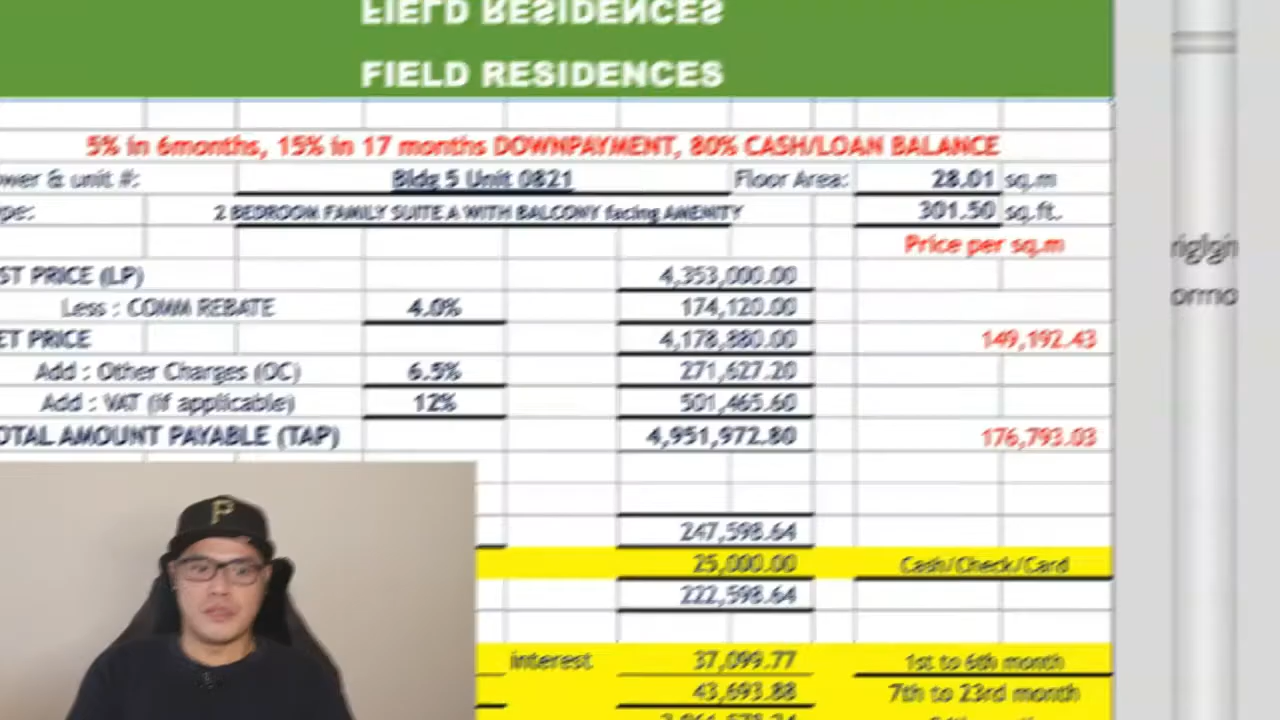 FIELD RESIDENCES
FIELD RESIDENCES
5% in 6months, 15% in 17 months DOWNPAYMENT, 80% CASH/LOAN BALANCE
wer & unit #: Bldg 5 Unit 0821 Floor Area: 28.01 sq.m
pe: 2 BEDROOM FAMILY SUITE A WITH BALCONY facing AMENITY 301.50 sq.ft.
Price per sq.m
ST PRICE (LP) 4,353,000.00
Less : COMM REBATE 4.0% 174,120.00
ET PRICE 4,178,880.00 149,192.43
Add : Other Charges (OC) 6.5% 271,627.20
Add : VAT (if applicable) 12% 501,465.60
OTAL AMOUNT PAYABLE (TAP) 4,951,972.80 176,793.03
247,598.64
25,000.00 Cash/Check/Card
222,598.64
interest 37,099.77 1st to 6th month
43,693.88 7th to 23rd month
P